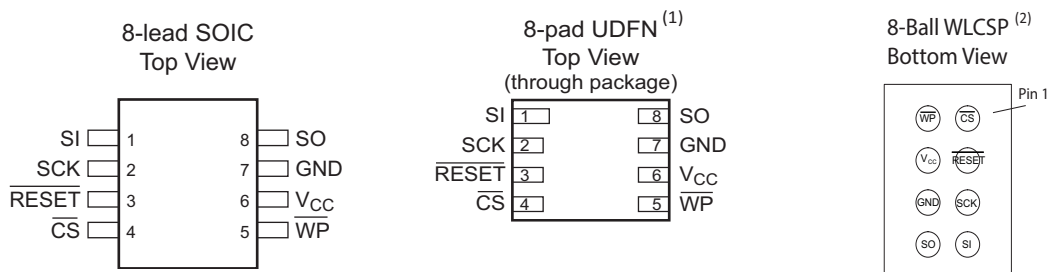 8-lead SOIC
Top View
SI 1 8 SO
SCK 2 7 GND
RESET 3 6 VCC
CS 4 5 WP
8-pad UDFN (1)
Top View
(through package)
SI 1 8 SO
SCK 2 7 GND
RESET 3 6 VCC
CS 4 5 WP
8-Ball WLCSP (2)
Bottom View
Pin 1
WP CS
VCC RESET
GND SCK
SO SI